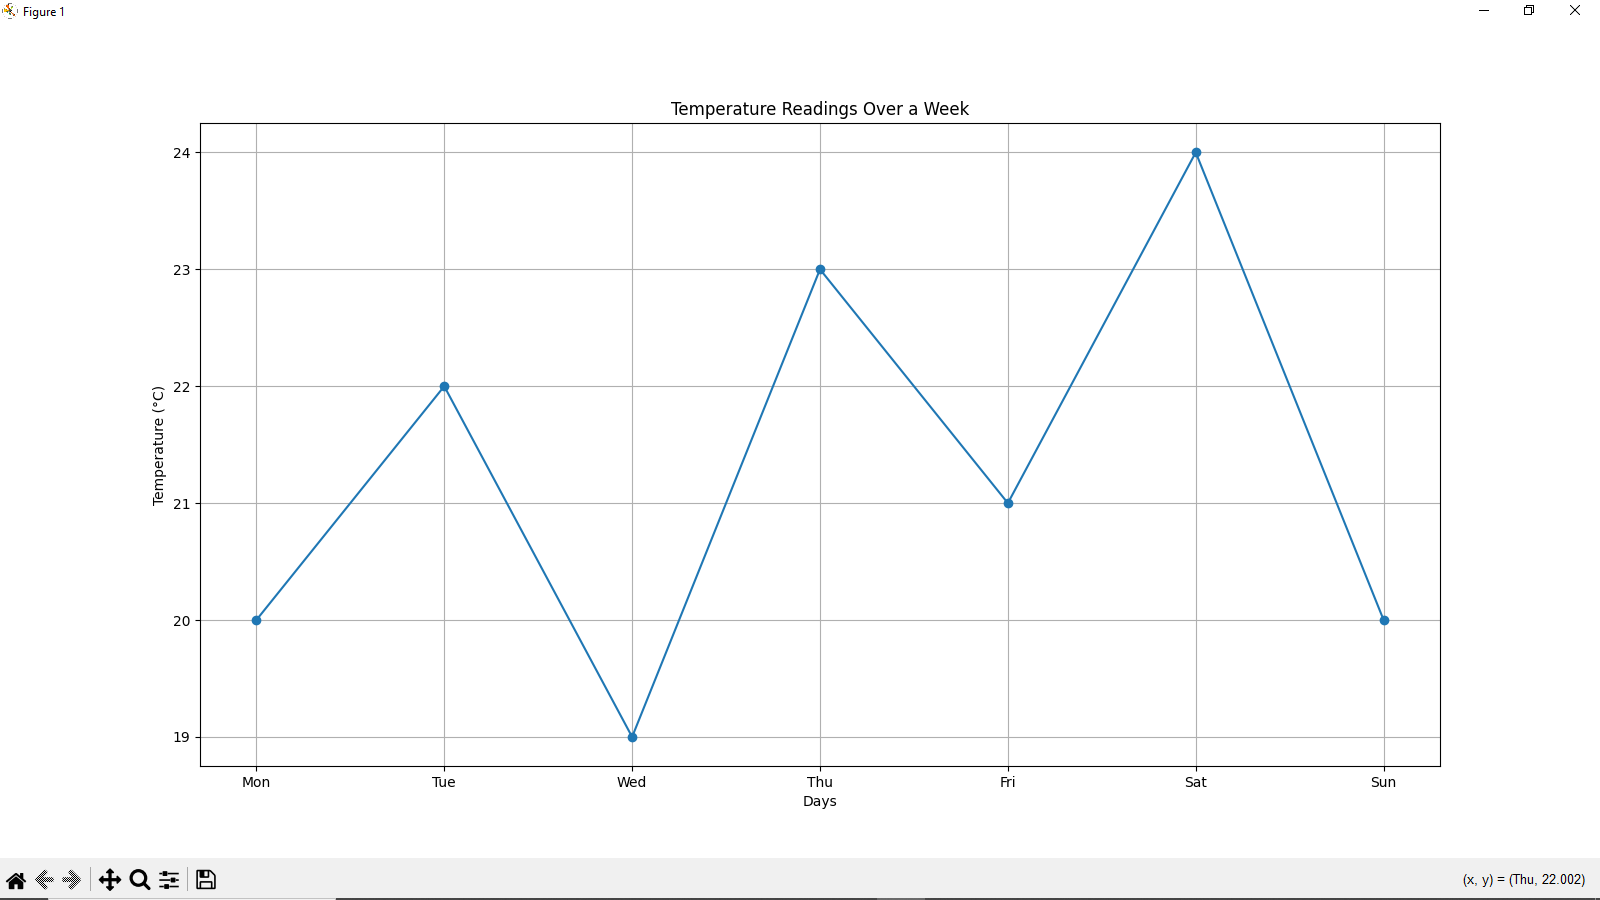 Figure 1
Temperature Readings Over a Week
24
23
22
21
20
19
Temperature (°C)
Mon Tue Wed Thu Fri Sat Sun
Days
(x, y) = (Thu, 22.002)